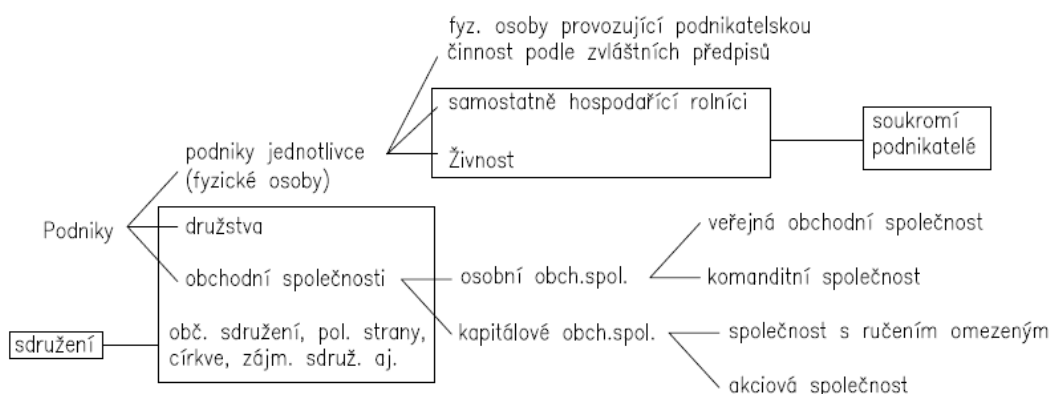 fyz. osoby provozující podnikatelskou
činnost podle zvláštních předpisů
samostatně hospodařící rolníci
Živnost
soukromí
podnikatelé
podniky jednotlivce
(fyzické osoby)
Podniky
družstva
obchodní společnosti
obč. sdružení, pol. strany,
církve, zájm. sdruž. aj.
sdružení
osobní obch.spol.
kapitálové obch.spol.
veřejná obchodní společnost
komanditní společnost
společnost s ručením omezeným
akciová společnost